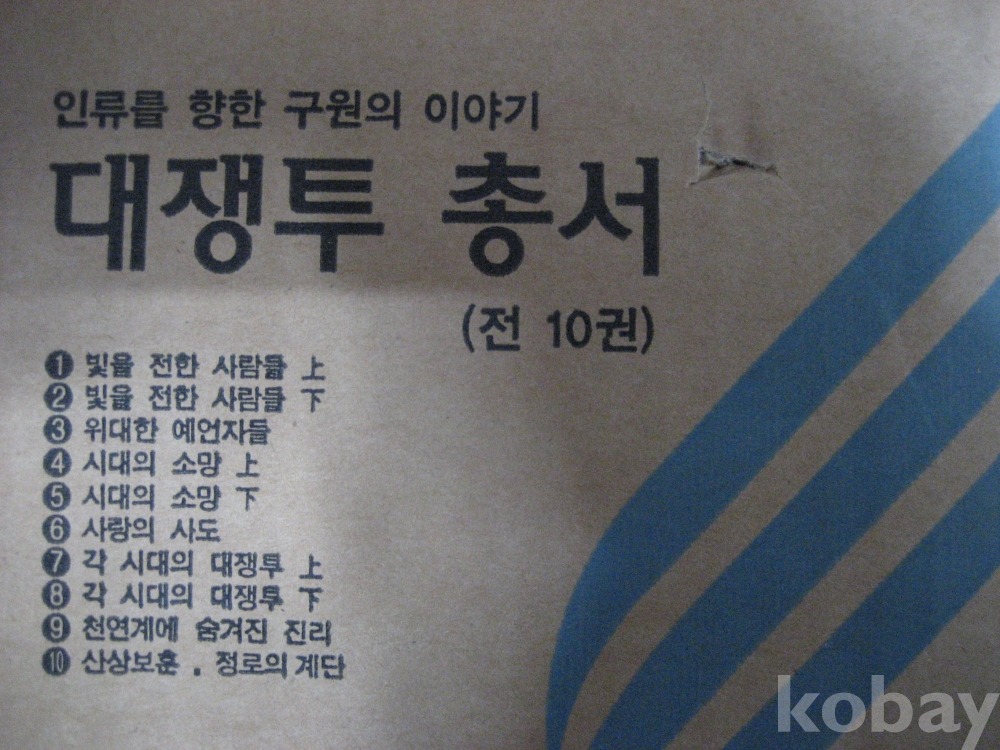 인류를 향한 구원의 이야기
대쟁투 총서
(전 10권)
❶ 빛을 전한 사람들 上
❷ 빛을 전한 사람들 下
❸ 위대한 예언자들
❹ 시대의 소망 上
❺ 시대의 소망 下
❻ 사랑의 사도
❼ 각 시대의 대쟁투 上
❽ 각 시대의 대쟁투 下
❾ 천연계에 숨겨진 진리
❿ 산상보훈 . 정로의 계단
kobay